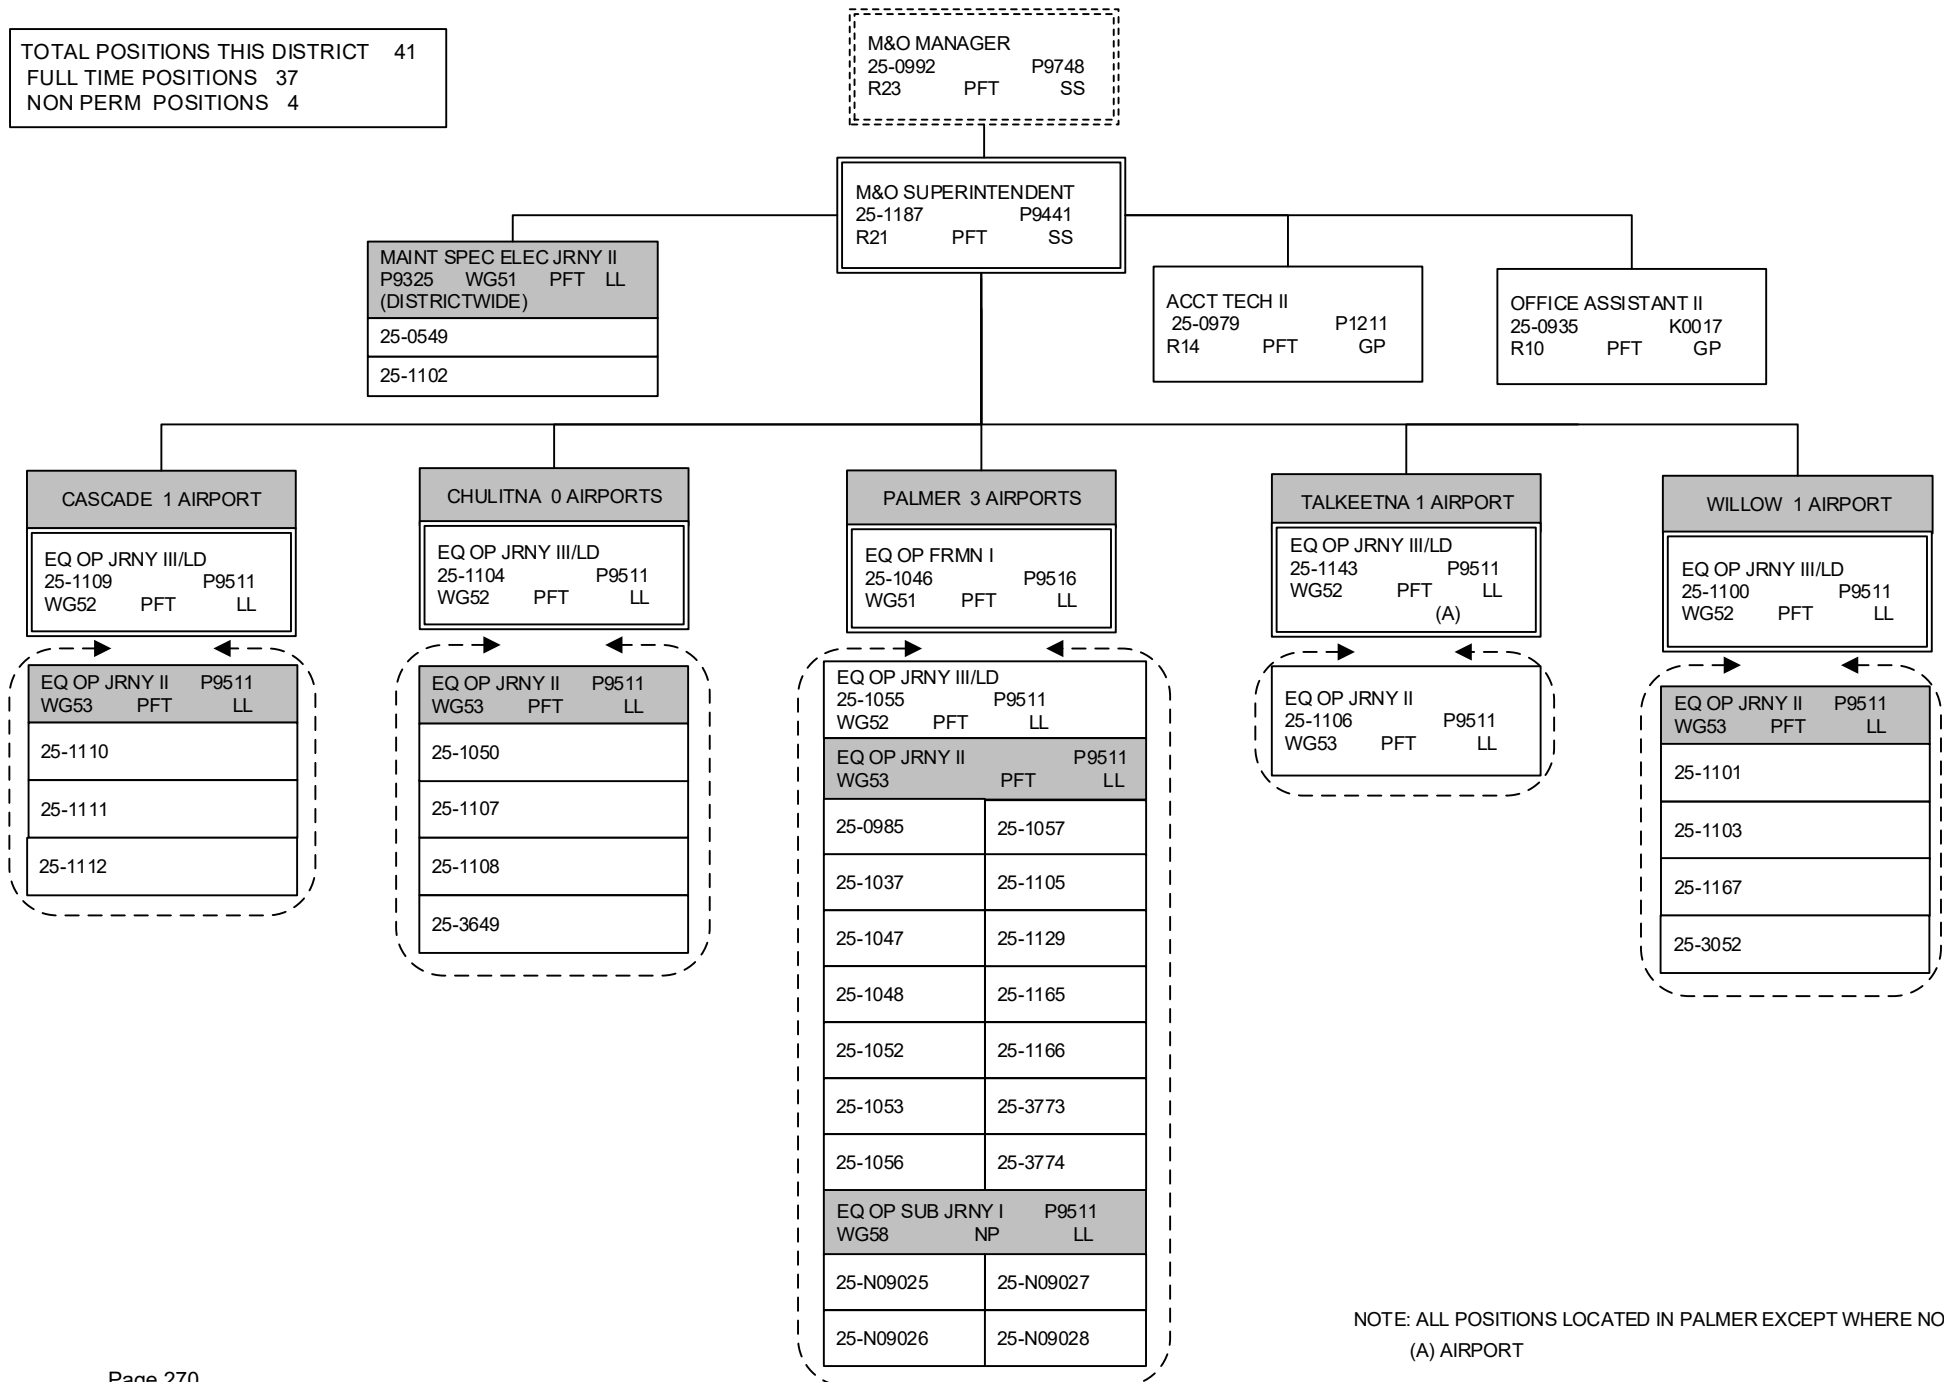 TOTAL POSITIONS THIS DISTRICT 41
FULL TIME POSITIONS 37
NON PERM POSITIONS 4
M&O MANAGER
25-0992 P9748
R23 PFT SS
M&O SUPERINTENDENT
25-1187 P9441
R21 PFT SS
MAINT SPEC ELEC JRNY II
P9325 WG51 PFT LL
(DISTRICTWIDE)
25-0549
25-1102
ACCT TECH II
25-0979 P1211
R14 PFT GP
OFFICE ASSISTANT II
25-0935 K0017
R10 PFT GP
CASCADE 1 AIRPORT
EQ OP JRNY III/LD
25-1109 P9511
WG52 PFT LL
EQ OP JRNY II P9511
WG53 PFT LL
25-1110
25-1111
25-1112
CHULITNA 0 AIRPORTS
EQ OP JRNY III/LD
25-1104 P9511
WG52 PFT LL
EQ OP JRNY II P9511
WG53 PFT LL
25-1050
25-1107
25-1108
25-3649
PALMER 3 AIRPORTS
EQ OP FRMN I
25-1046 P9516
WG51 PFT LL
EQ OP JRNY III/LD
25-1055 P9511
WG52 PFT LL
EQ OP JRNY II P9511
WG53 PFT LL
25-0985 25-1057
25-1037 25-1105
25-1047 25-1129
25-1048 25-1165
25-1052 25-1166
25-1053 25-3773
25-1056 25-3774
EQ OP SUB JRNY I P9511
WG58 NP LL
25-N09025 25-N09027
25-N09026 25-N09028
TALKEETNA 1 AIRPORT
EQ OP JRNY III/LD
25-1143 P9511
WG52 PFT LL
(A)
EQ OP JRNY II
25-1106 P9511
WG53 PFT LL
WILLOW 1 AIRPORT
EQ OP JRNY III/LD
25-1100 P9511
WG52 PFT LL
EQ OP JRNY II P9511
WG53 PFT LL
25-1101
25-1103
25-1167
25-3052
NOTE: ALL POSITIONS LOCATED IN PALMER EXCEPT WHERE NO
(A) AIRPORT
Page 270